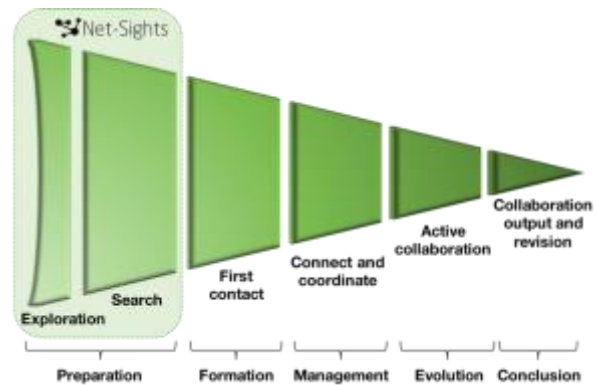 Net-Sights
Exploration
Search
First
contact
Connect and
coordinate
Active
collaboration
Collaboration
output and
revision
Preparation
Formation
Management
Evolution
Conclusion